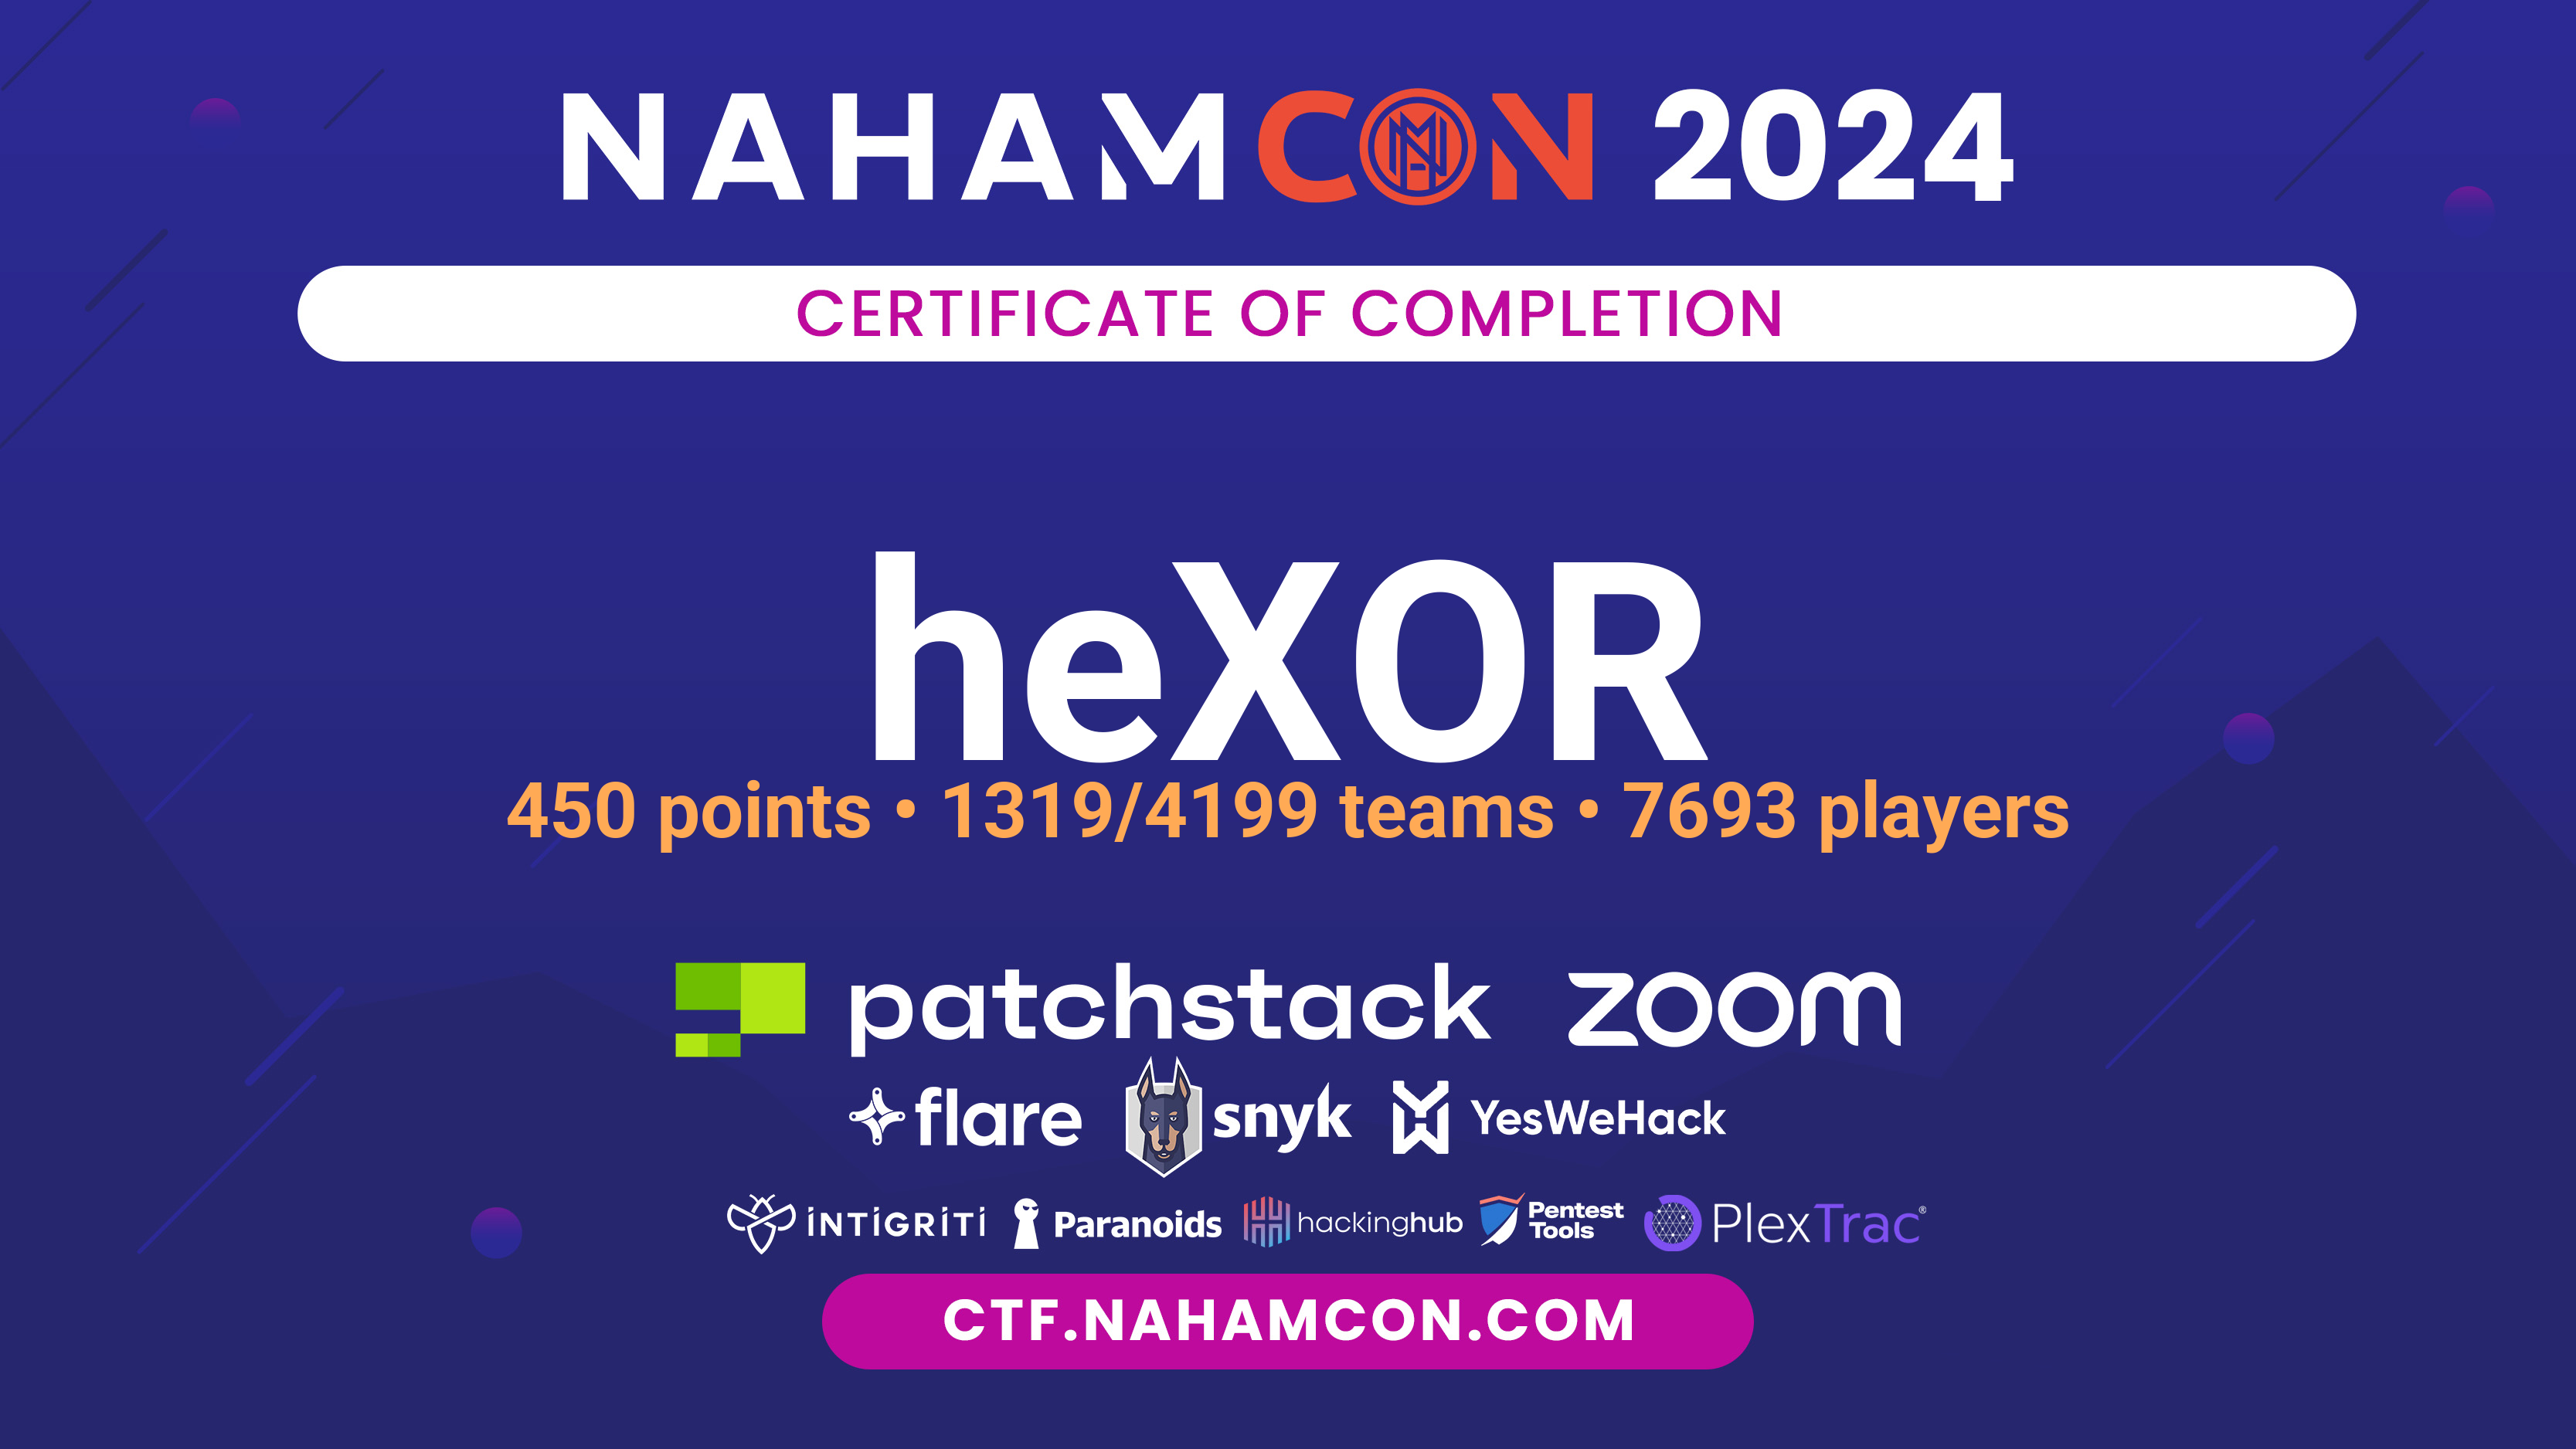 NAHAMCON 2024
CERTIFICATE OF COMPLETION
heXOR
450 points • 1319/4199 teams • 7693 players
patchstack zoom
flare snyk YesWeHack
INTIGRITI Paranoids hackinghub Pentest Tools PlexTrac®
CTF.NAHAMCON.COM